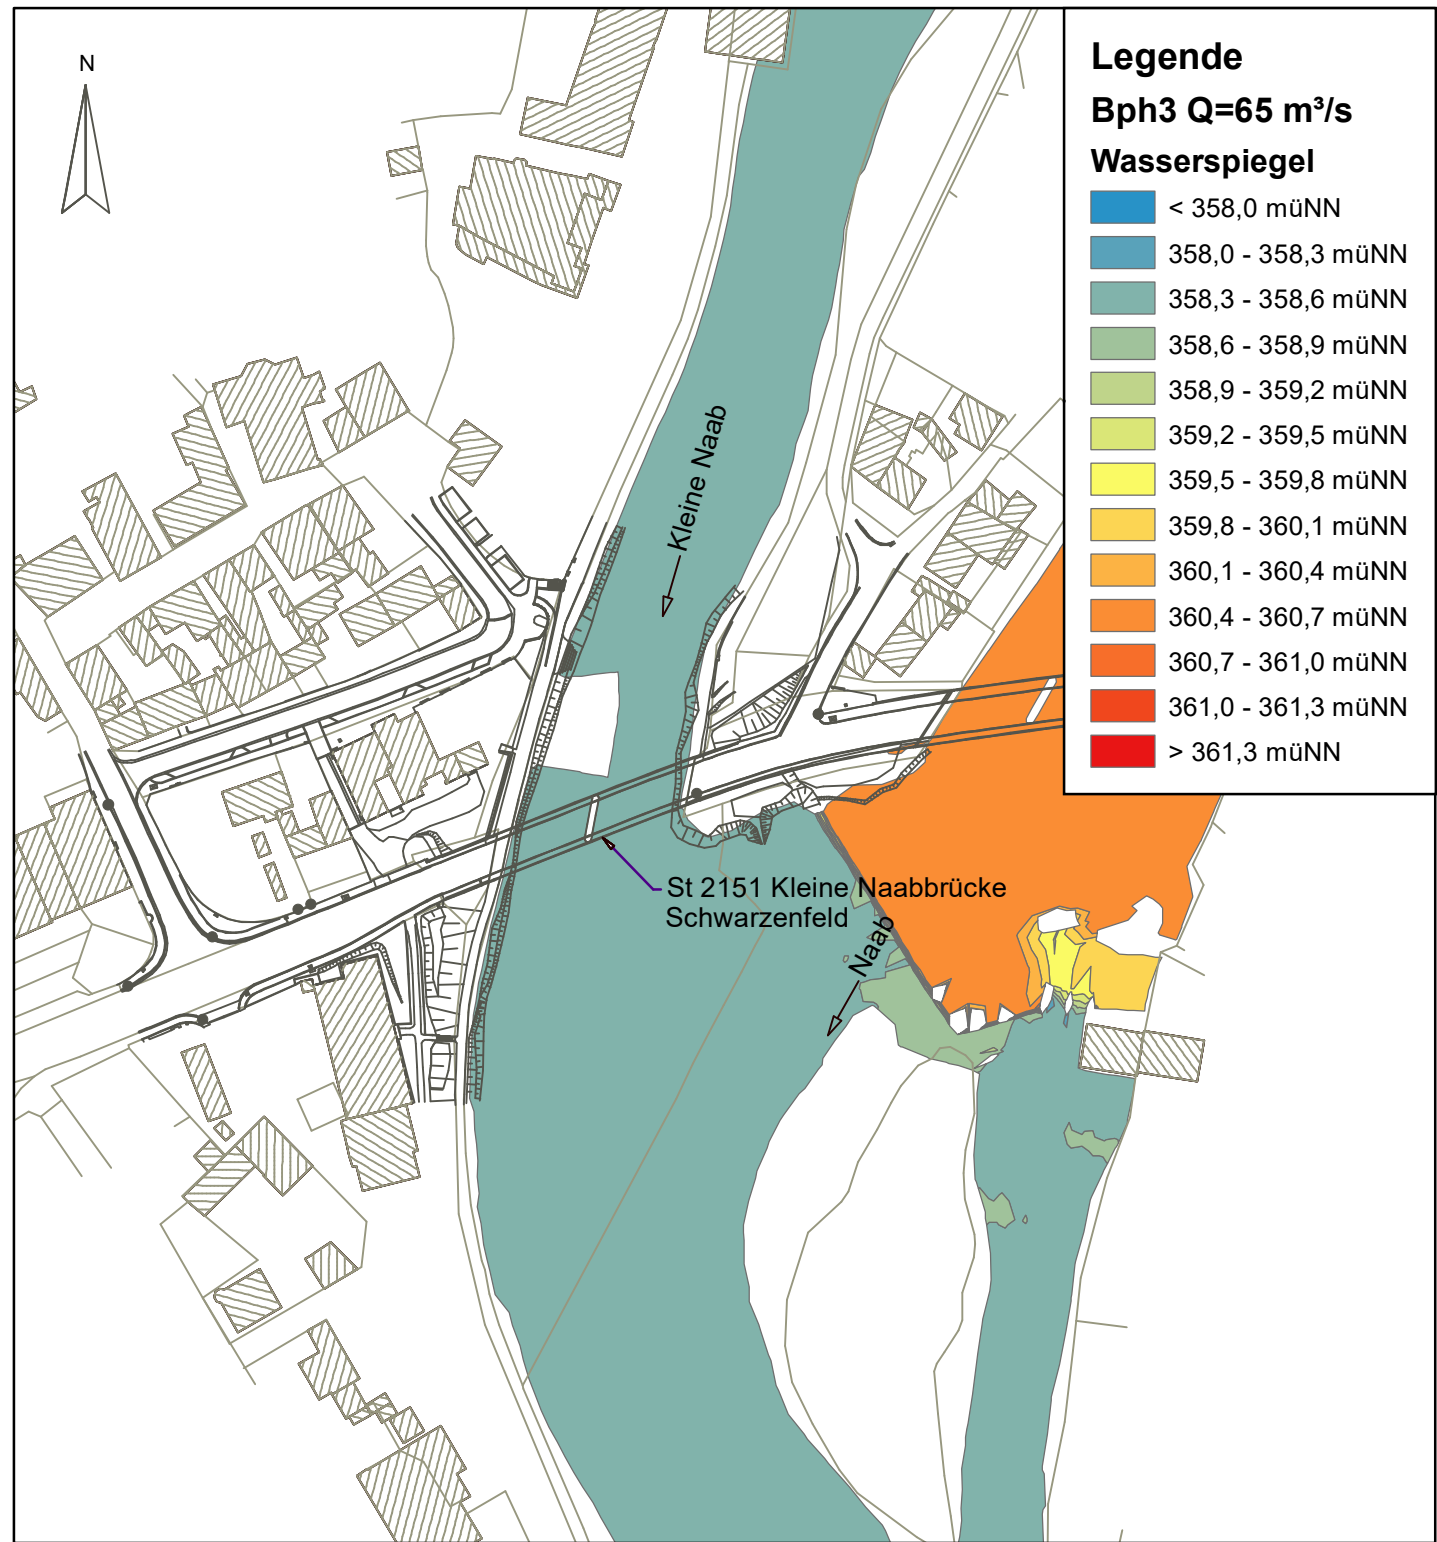 N
Legende
Bph3 Q=65 m³/s
Wasserspiegel
< 358,0 müNN
358,0 - 358,3 müNN
358,3 - 358,6 müNN
358,6 - 358,9 müNN
358,9 - 359,2 müNN
359,2 - 359,5 müNN
359,5 - 359,8 müNN
359,8 - 360,1 müNN
360,1 - 360,4 müNN
360,4 - 360,7 müNN
360,7 - 361,0 müNN
361,0 - 361,3 müNN
> 361,3 müNN
Kleine Naab
St 2151 Kleine Naabbrücke
Schwarzenfeld
Naab